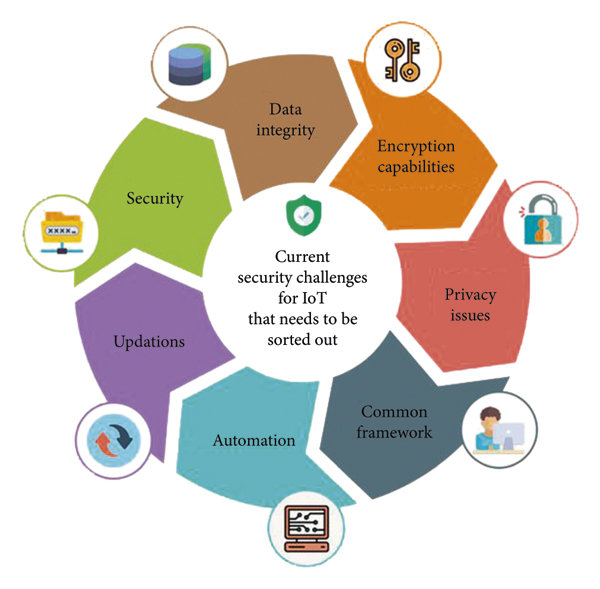 Data
integrity
Encryption
capabilities
Privacy
issues
Common
framework
Automation
Updations
Security
××××_
Current
security challenges
for IoT
that needs to be
sorted out